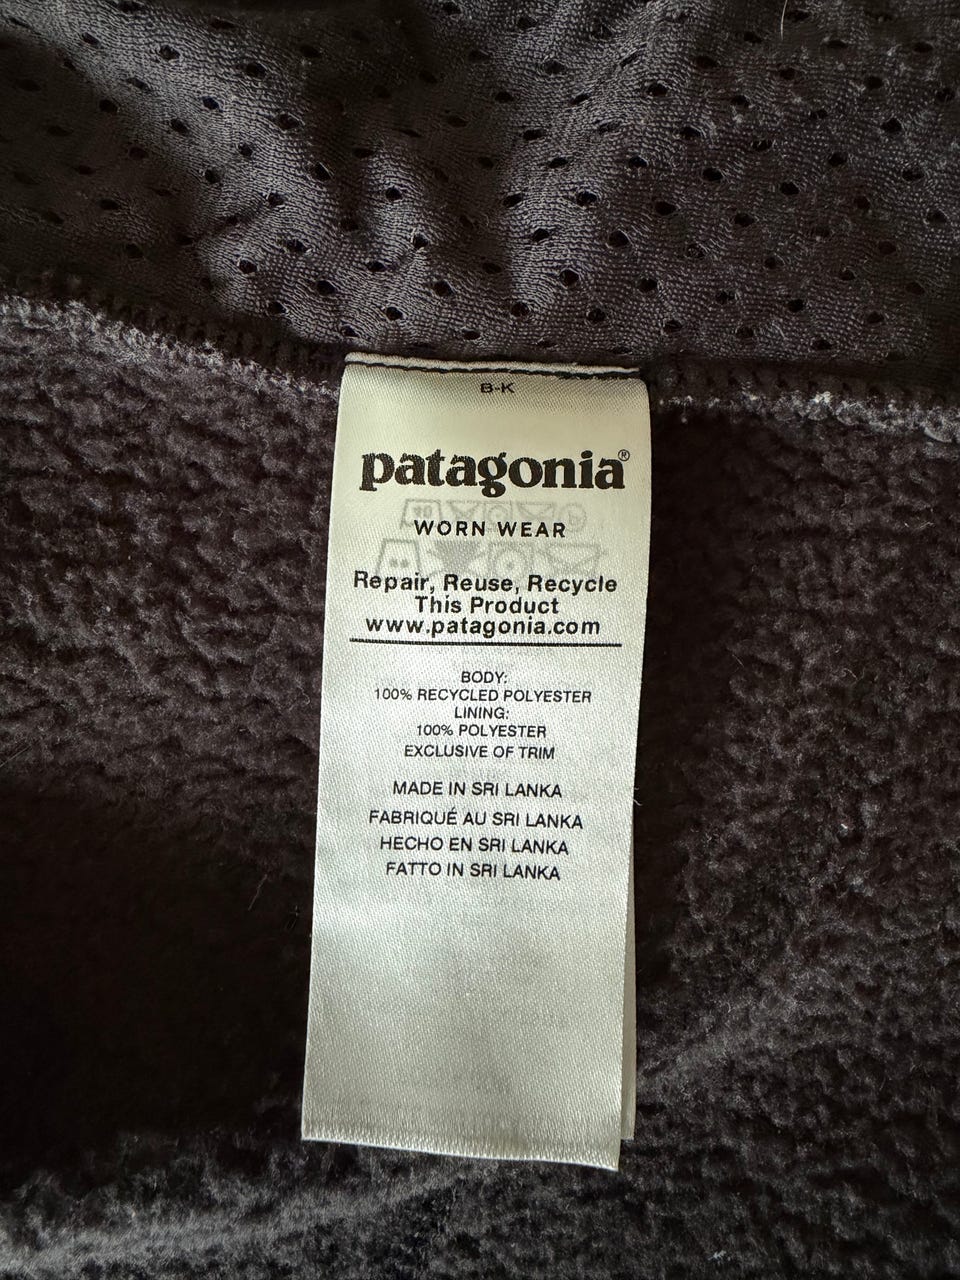 B-K
patagonia®
WORN WEAR
Repair, Reuse, Recycle
This Product
www.patagonia.com
BODY:
100% RECYCLED POLYESTER
LINING:
100% POLYESTER
EXCLUSIVE OF TRIM
MADE IN SRI LANKA
FABRIQUÉ AU SRI LANKA
HECHO EN SRI LANKA
FATTO IN SRI LANKA